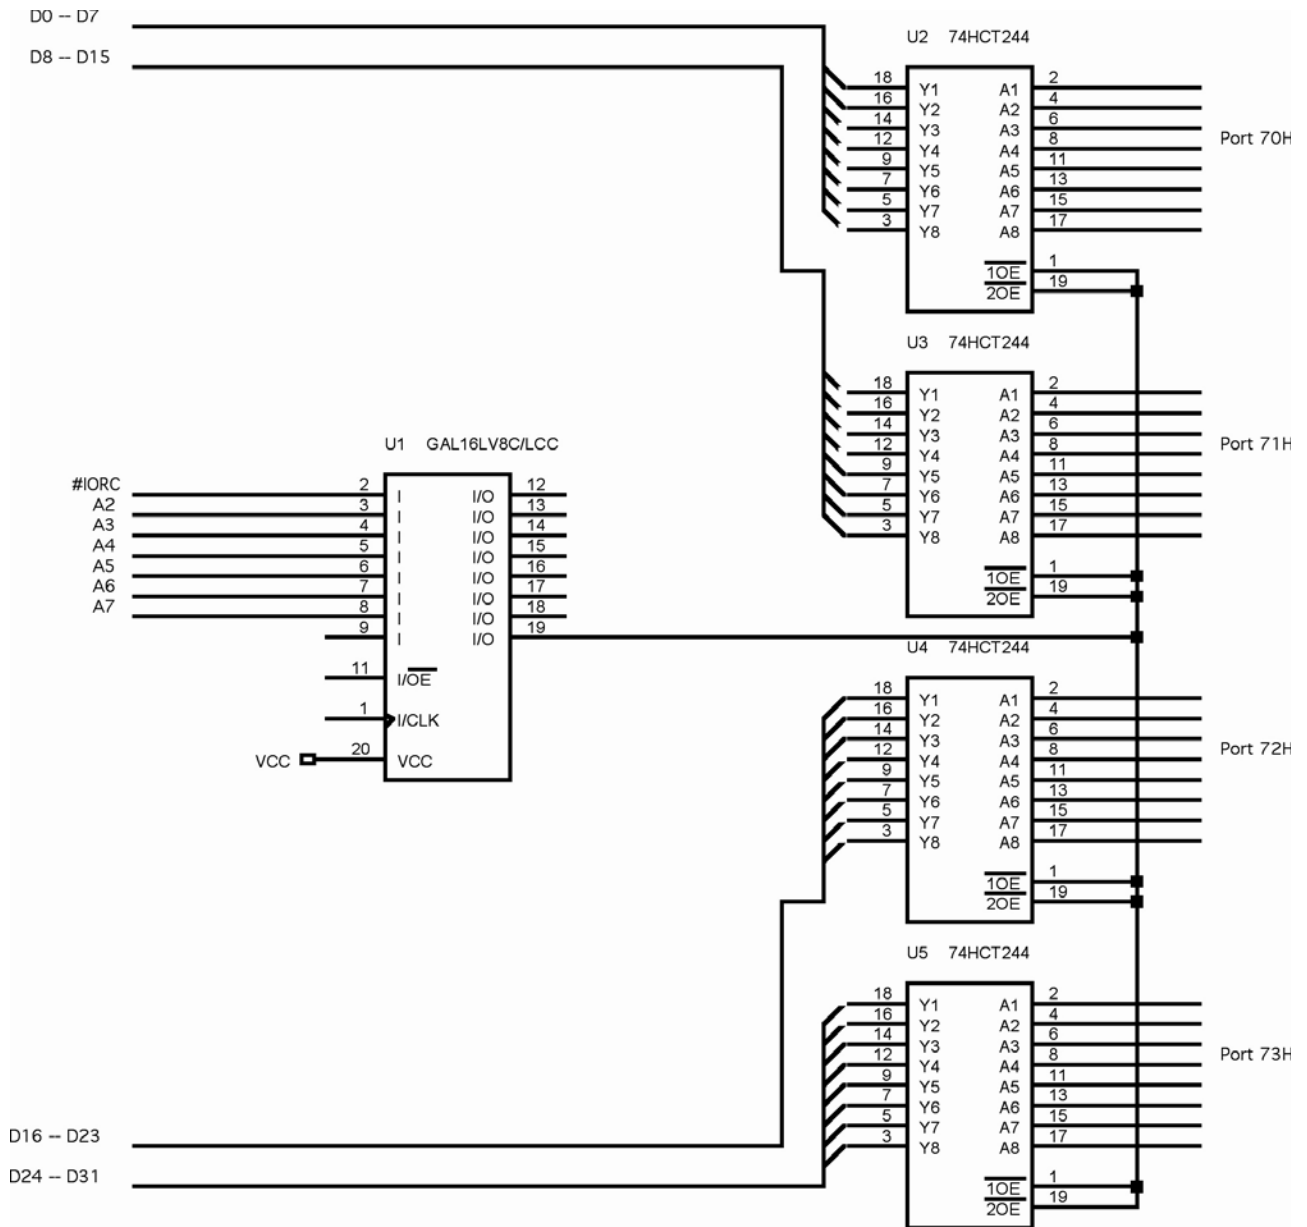 D0 -- D7
D8 -- D15
U2 74HCT244
18 Y1 A1 2
16 Y2 A2 4
14 Y3 A3 6
12 Y4 A4 8
9 Y5 A5 11
7 Y6 A6 13
5 Y7 A7 15
3 Y8 A8 17
Port 70H
1OE 1
2OE 19
U3 74HCT244
18 Y1 A1 2
16 Y2 A2 4
14 Y3 A3 6
12 Y4 A4 8
9 Y5 A5 11
7 Y6 A6 13
5 Y7 A7 15
3 Y8 A8 17
Port 71H
1OE 1
2OE 19
U1 GAL16LV8C/LCC
#IORC 2 I I/O 12
A2 3 I I/O 13
A3 4 I I/O 14
A4 5 I I/O 15
A5 6 I I/O 16
A6 7 I I/O 17
A7 8 I I/O 18
9 I I/O 19
11 I/OE
1 I/CLK
VCC 20 VCC
U4 74HCT244
18 Y1 A1 2
16 Y2 A2 4
14 Y3 A3 6
12 Y4 A4 8
9 Y5 A5 11
7 Y6 A6 13
5 Y7 A7 15
3 Y8 A8 17
Port 72H
1OE 1
2OE 19
U5 74HCT244
18 Y1 A1 2
16 Y2 A2 4
14 Y3 A3 6
12 Y4 A4 8
9 Y5 A5 11
7 Y6 A6 13
5 Y7 A7 15
3 Y8 A8 17
Port 73H
1OE 1
2OE 19
D16 -- D23
D24 -- D31